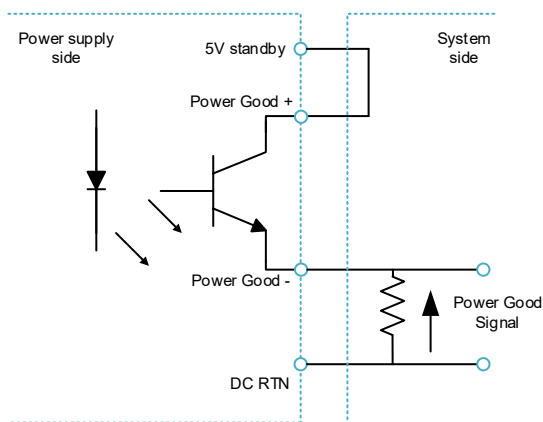 Power supply
side
5V standby
System
side
Power Good +
Power Good -
Power Good
Signal
DC RTN